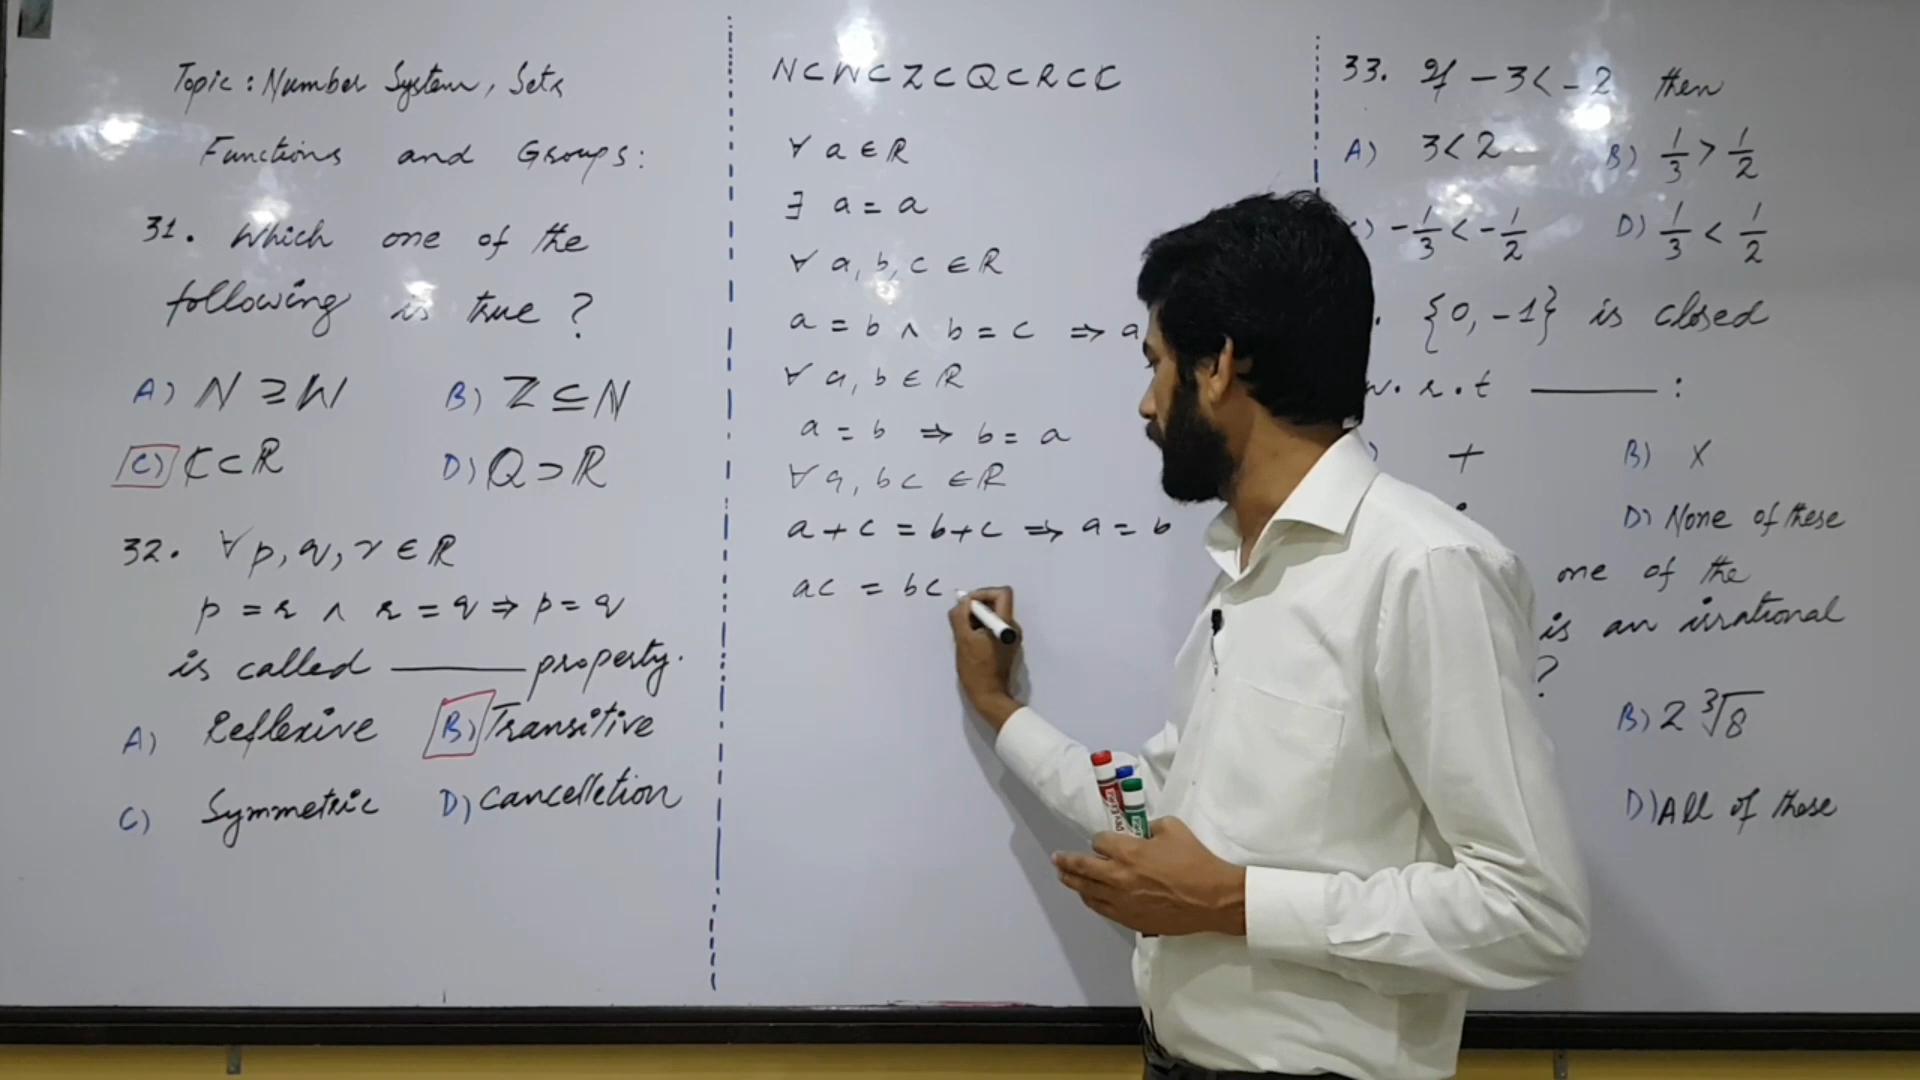 Topic: Number System, Sets
Functions and Groups:
31. Which one of the
following is true?
A) N ⊇ W B) Z ⊆ N
C) ₵ ⊂ R D) Q ⊃ R
32. ∀ p, q, r ∈ R
p = r ∧ r = q ⇒ p = q
is called ______ property.
A) Reflexive B) Transitive
C) Symmetric D) Cancelletion
N ⊂ W ⊂ Z ⊂ Q ⊂ R ⊂ ₵
∀ a ∈ R
∃ a = a
∀ a, b, c ∈ R
a = b ∧ b = c ⇒ a
∀ a, b ∈ R
a = b ⇒ b = a
∀ a, b c ∈ R
a + c = b + c ⇒ a = b
ac = bc
33. If -3 < -2 then
A) 3 < 2 B) 1/3 > 1/2
) -1/3 < -1/2 D) 1/3 < 1/2
. {0, -1} is closed
w.r.t ______ :
) + B) ×
D) None of these
one of the
is an irrational
?
B) 2 ∛8
D) All of these